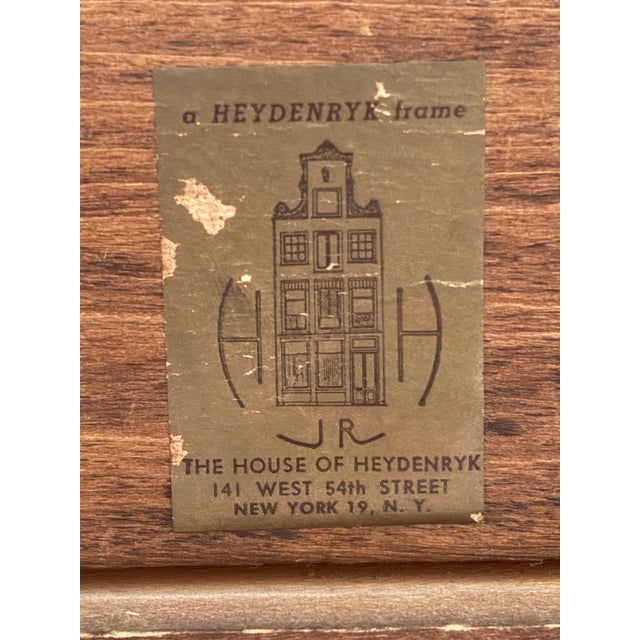 a HEYDENRYK frame
H H
JR
THE HOUSE OF HEYDENRYK
141 WEST 54th STREET
NEW YORK 19, N. Y.